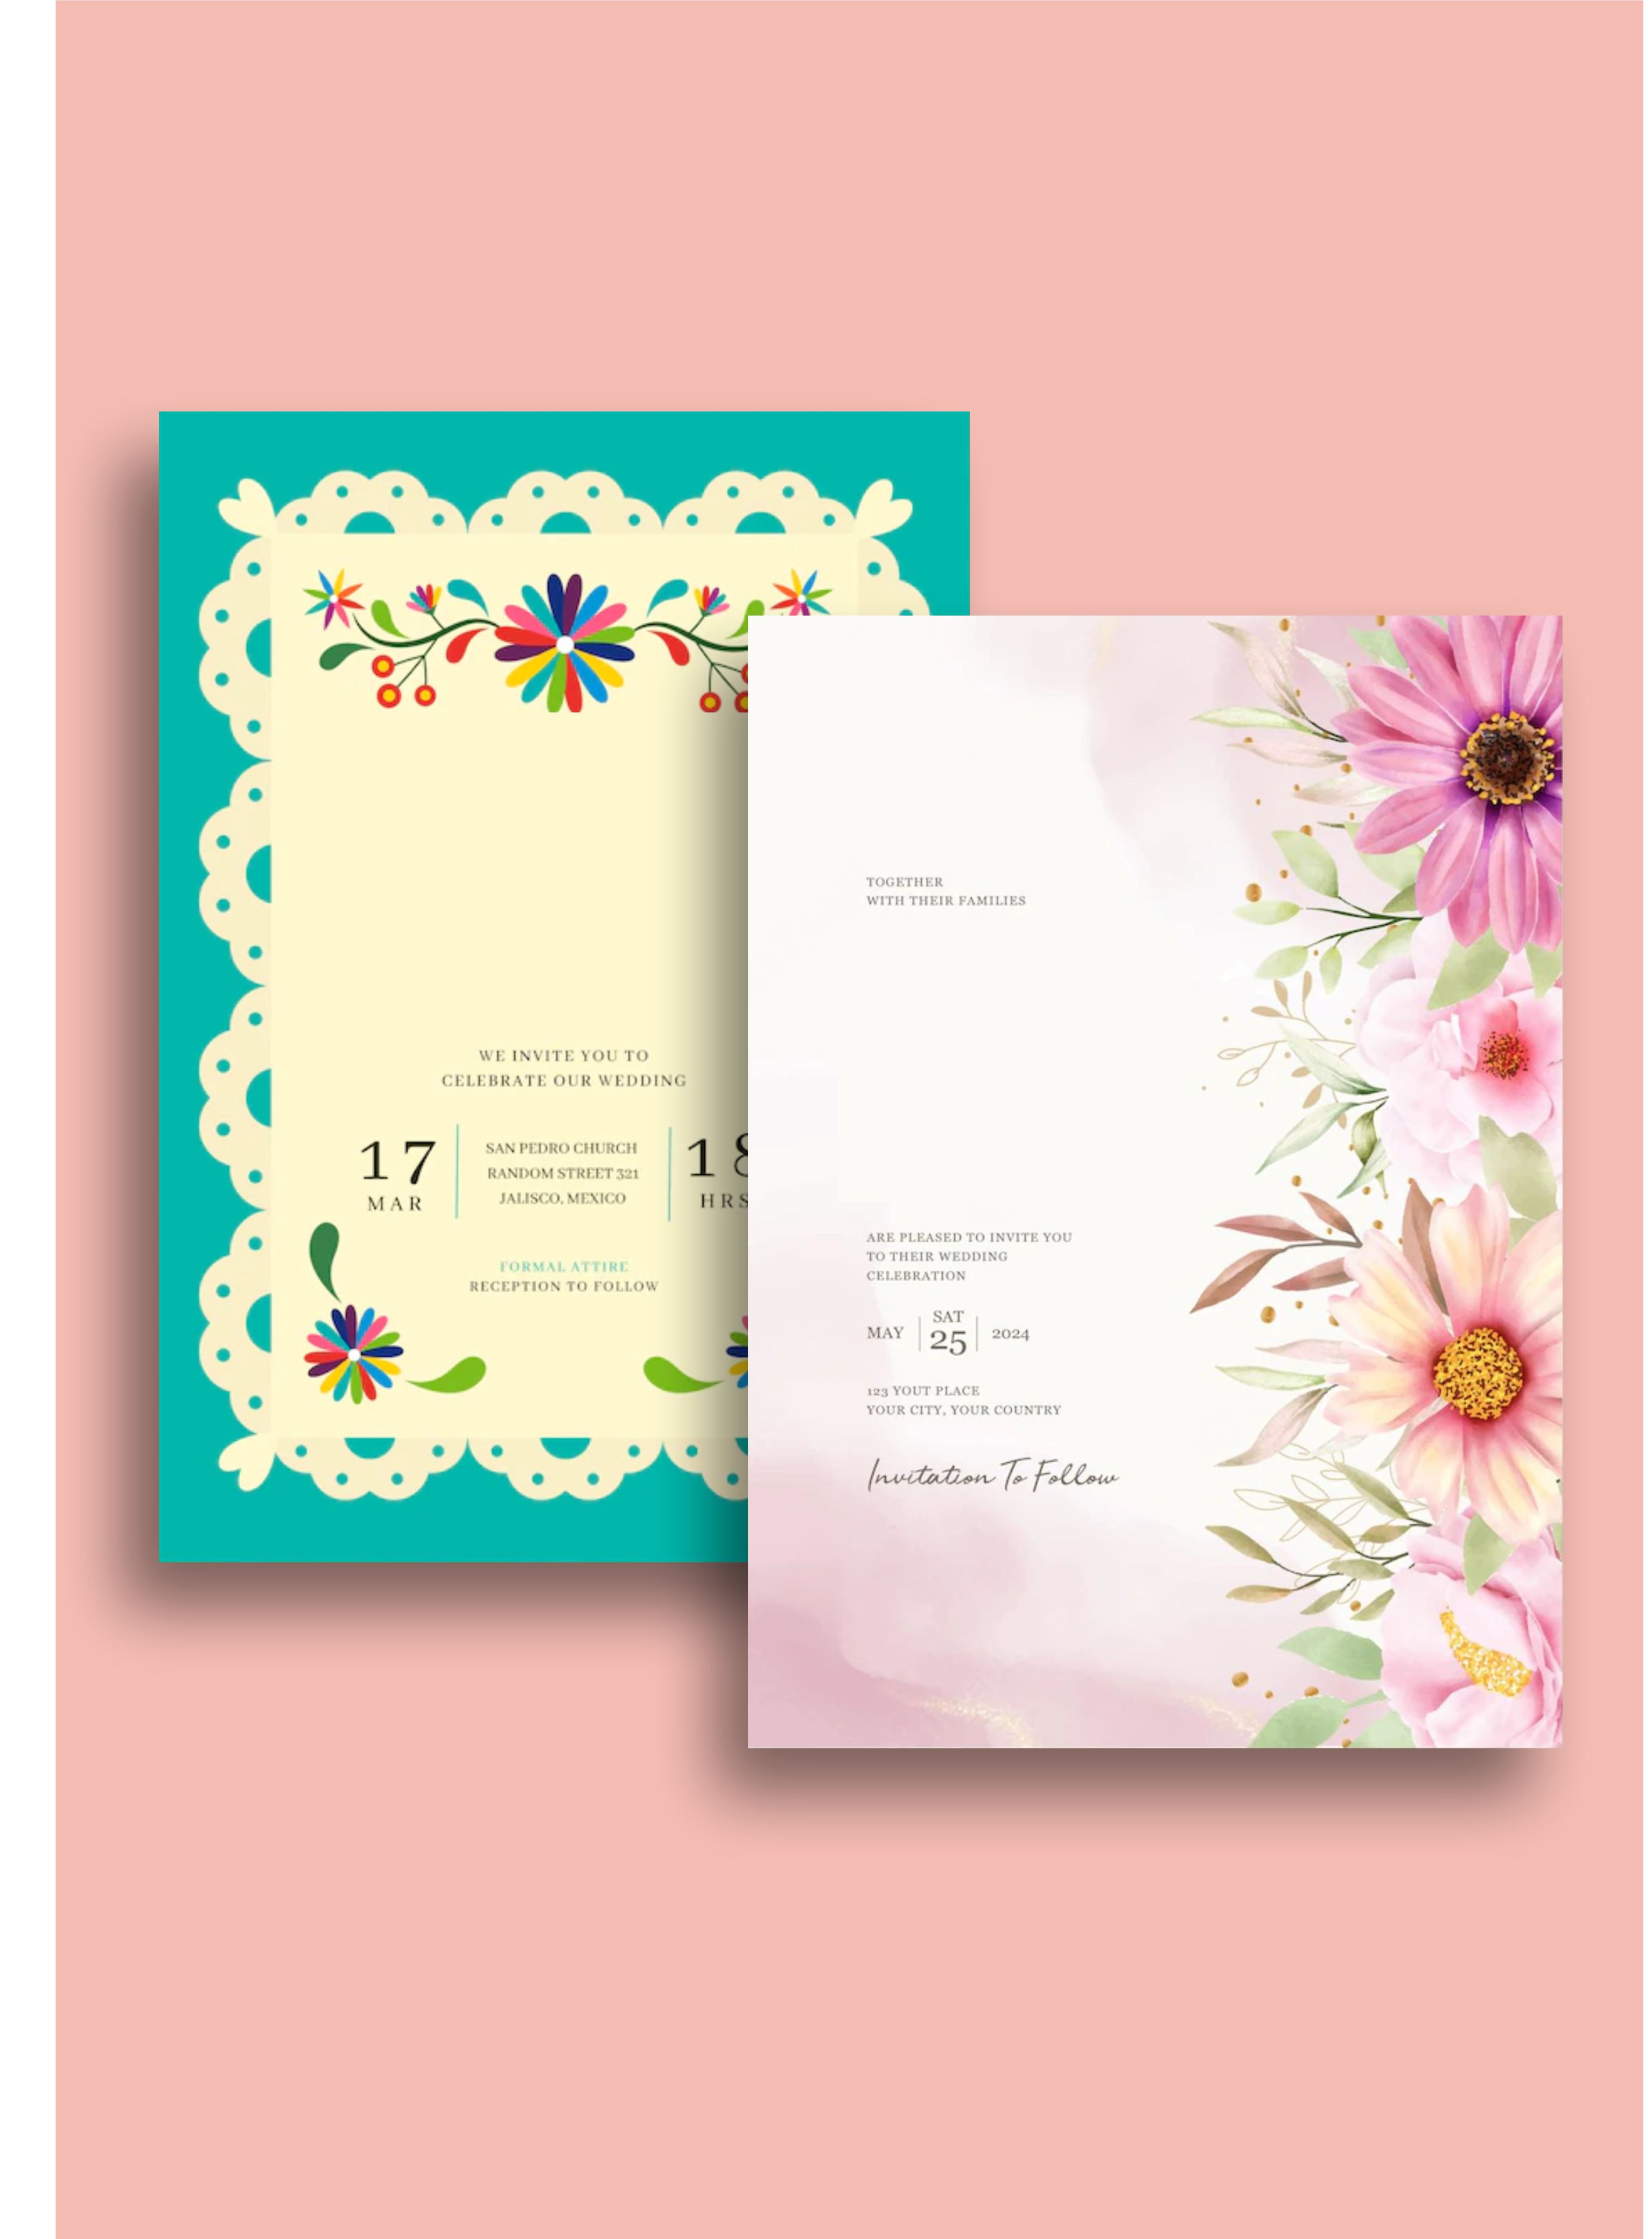 WE INVITE YOU TO
CELEBRATE OUR WEDDING
17
MAR
SAN PEDRO CHURCH
RANDOM STREET 321
JALISCO, MEXICO
18
HRS
FORMAL ATTIRE
RECEPTION TO FOLLOW
TOGETHER
WITH THEIR FAMILIES
ARE PLEASED TO INVITE YOU
TO THEIR WEDDING
CELEBRATION
MAY
SAT
25
2024
123 YOUT PLACE
YOUR CITY, YOUR COUNTRY
Invitation To Follow